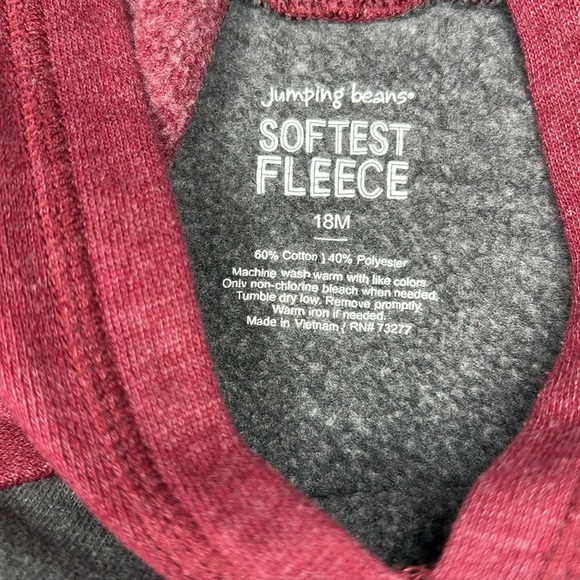 jumping beans®
SOFTEST
FLEECE
18M
60% Cotton | 40% Polyester
Machine wash warm with like colors.
Only non-chlorine bleach when needed.
Tumble dry low. Remove promptly.
Warm iron if needed.
Made in Vietnam / RN# 73277